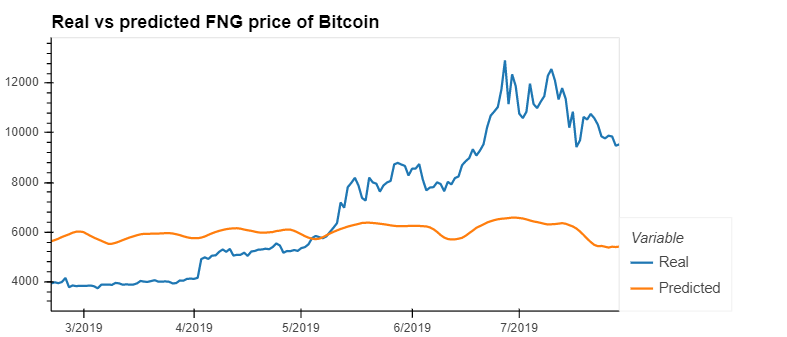 Real vs predicted FNG price of Bitcoin
12000
10000
8000
6000
4000
3/2019 4/2019 5/2019 6/2019 7/2019
Variable
Real
Predicted